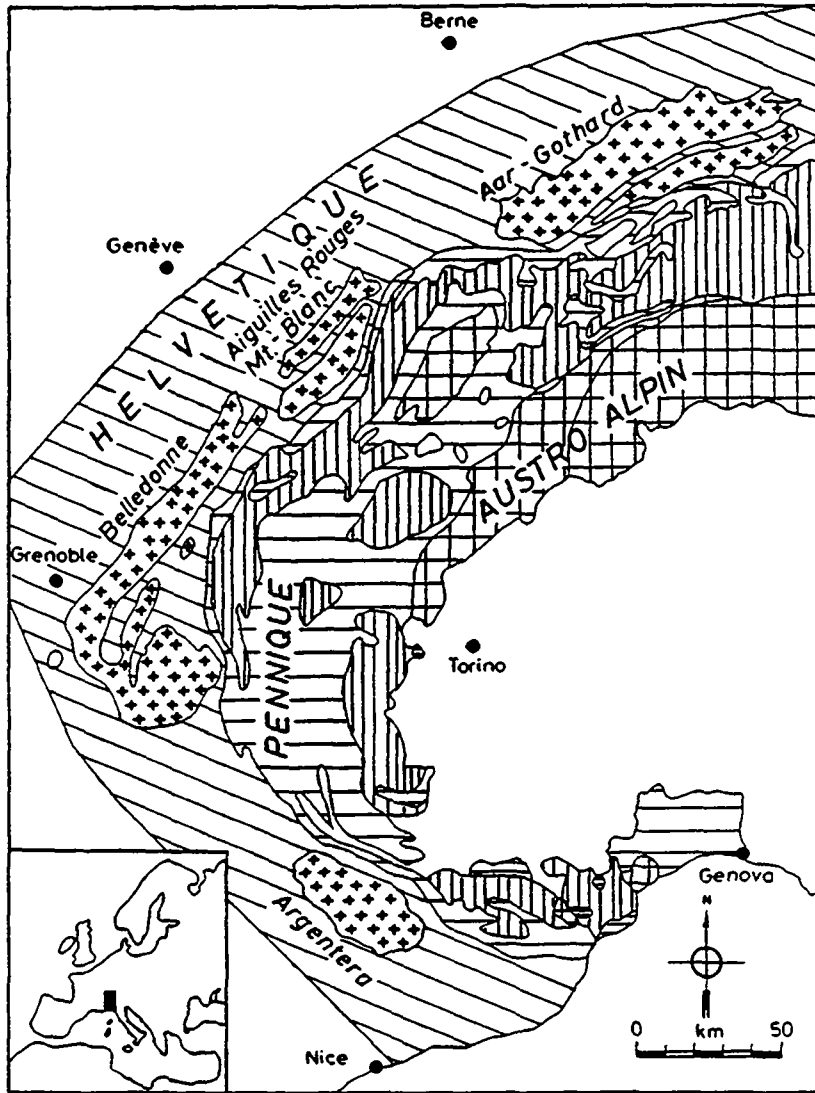 Berne
Aar-Gothard
HELVETIQUE
Genève
Aiguilles Rouges
Mt.-Blanc
AUSTRO ALPIN
Belledonne
Grenoble
PENNIQUE
Torino
Genova
Argentera
N
0 km 50
Nice